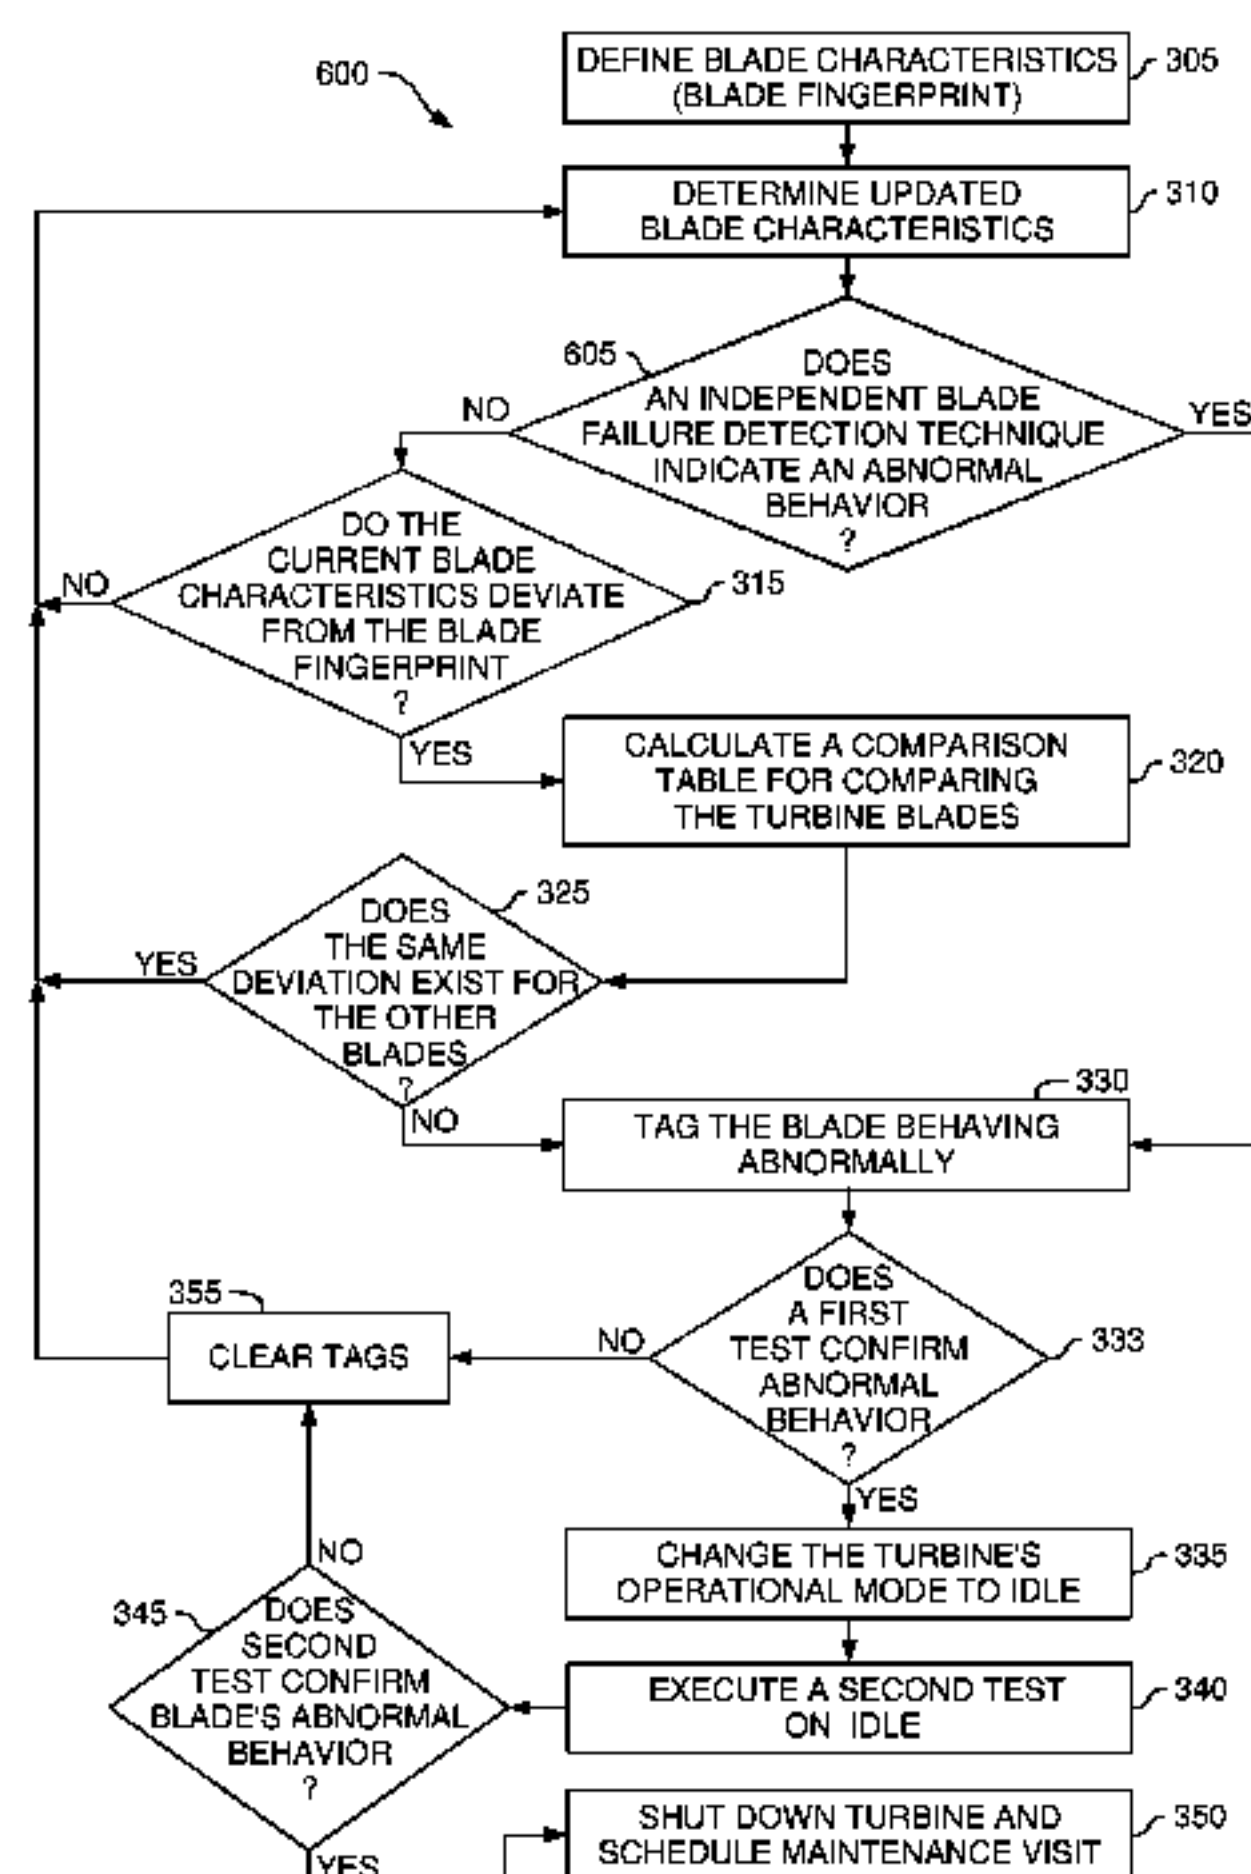 600
DEFINE BLADE CHARACTERISTICS
(BLADE FINGERPRINT)
305
DETERMINE UPDATED
BLADE CHARACTERISTICS
310
605
DOES
AN INDEPENDENT BLADE
FAILURE DETECTION TECHNIQUE
INDICATE AN ABNORMAL
BEHAVIOR
?
NO
YES
DO THE
CURRENT BLADE
CHARACTERISTICS DEVIATE
FROM THE BLADE
FINGERPRINT
?
315
NO
YES
CALCULATE A COMPARISON
TABLE FOR COMPARING
THE TURBINE BLADES
320
325
DOES
THE SAME
DEVIATION EXIST FOR
THE OTHER
BLADES
?
YES
NO
330
TAG THE BLADE BEHAVING
ABNORMALLY
DOES
A FIRST
TEST CONFIRM
ABNORMAL
BEHAVIOR
?
333
NO
355
CLEAR TAGS
YES
CHANGE THE TURBINE'S
OPERATIONAL MODE TO IDLE
335
EXECUTE A SECOND TEST
ON IDLE
340
NO
345
DOES
SECOND
TEST CONFIRM
BLADE'S ABNORMAL
BEHAVIOR
?
YES
SHUT DOWN TURBINE AND
SCHEDULE MAINTENANCE VISIT
350